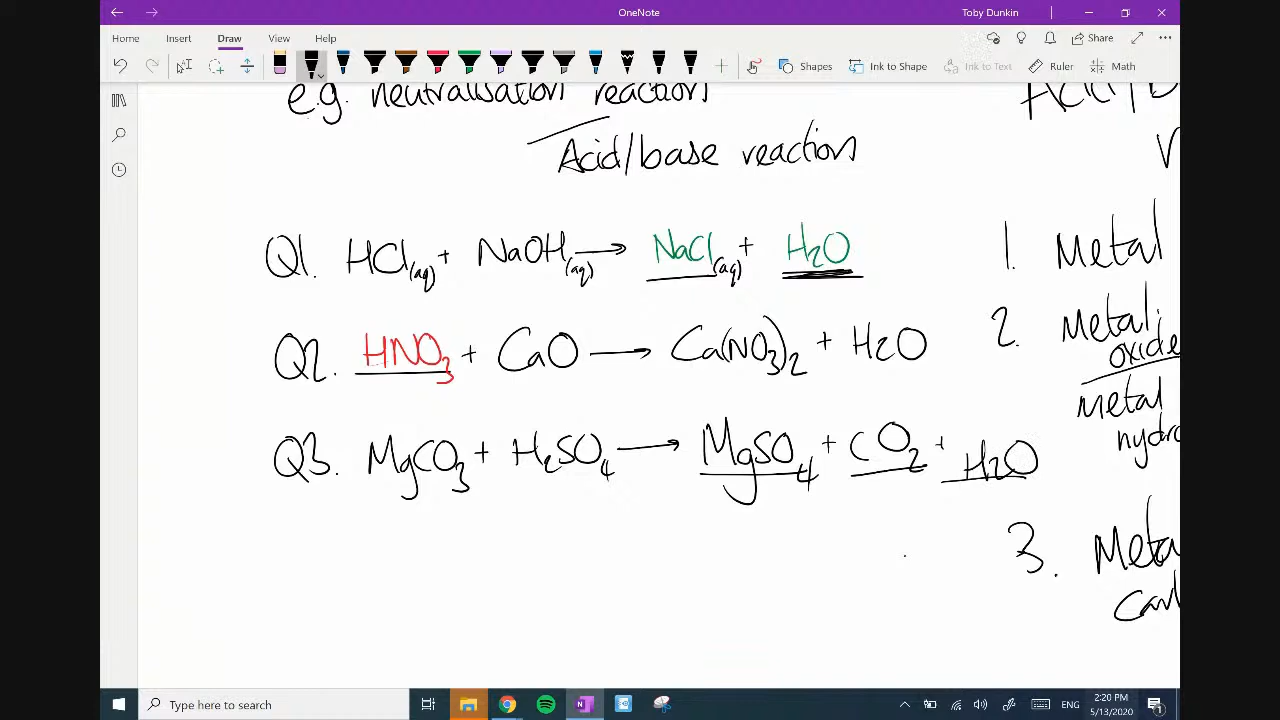 OneNote
Toby Dunkin
Home Insert Draw View Help
Share
Shapes Ink to Shape Ink to Text Ruler Math
e.g. neutralisation reaction
Acid/base reaction
Q1. HCl(aq) + NaOH(aq) → NaCl(aq) + H2O
1. Metal
Q2. HNO3 + CaO → Ca(NO3)2 + H2O
2. Metal
oxide
metal
hydro
Q3. MgCO3 + H2SO4 → MgSO4 + CO2 + H2O
3. Meta
carb
Type here to search
ENG
2:20 PM
5/13/2020